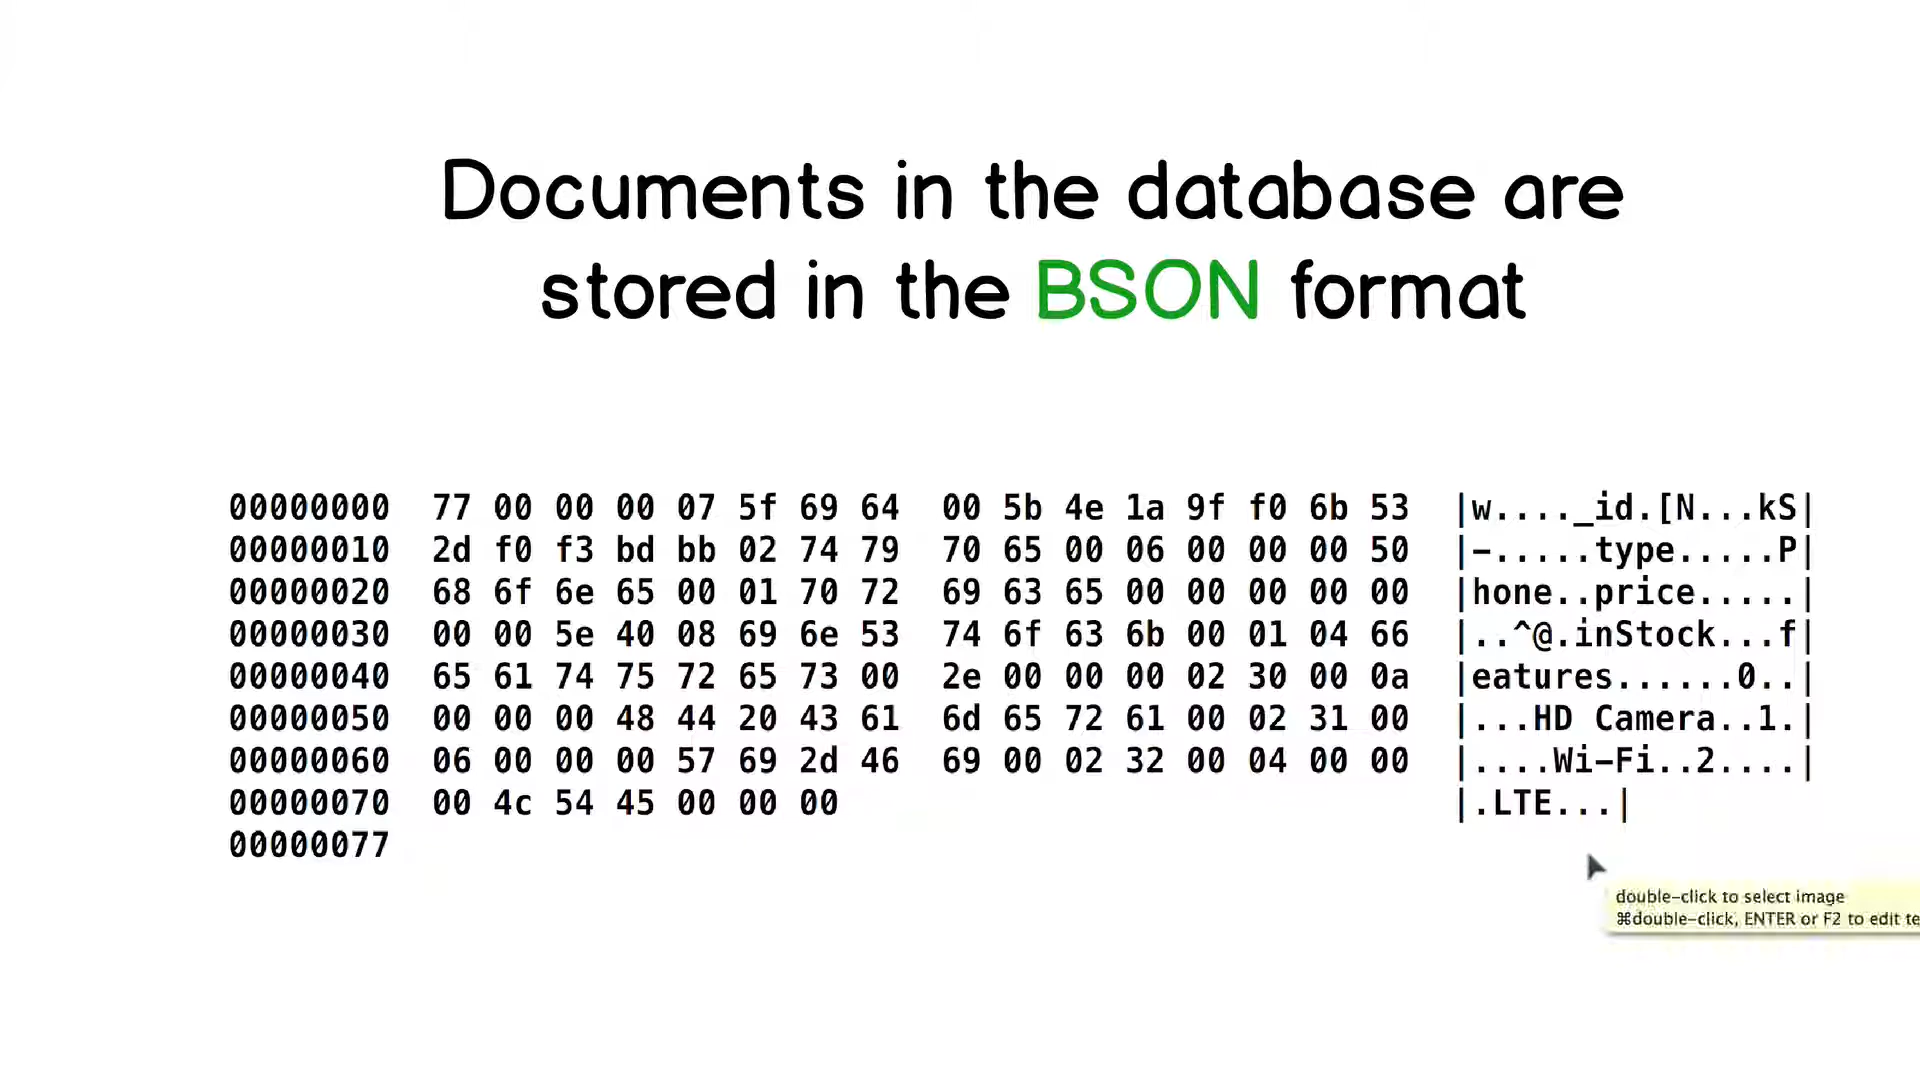 Documents in the database are
stored in the BSON format
00000000  77 00 00 00 07 5f 69 64  00 5b 4e 1a 9f f0 6b 53  |w...._id.[N...kS|
00000010  2d f0 f3 bd bb 02 74 79  70 65 00 06 00 00 00 50  |-.....type.....P|
00000020  68 6f 6e 65 00 01 70 72  69 63 65 00 00 00 00 00  |hone..price.....|
00000030  00 00 5e 40 08 69 6e 53  74 6f 63 6b 00 01 04 66  |..^@.inStock...f|
00000040  65 61 74 75 72 65 73 00  2e 00 00 00 02 30 00 0a  |eatures......0..|
00000050  00 00 00 48 44 20 43 61  6d 65 72 61 00 02 31 00  |...HD Camera..1.|
00000060  06 00 00 00 57 69 2d 46  69 00 02 32 00 04 00 00  |....Wi-Fi..2....|
00000070  00 4c 54 45 00 00 00  |.LTE...|
00000077
double-click to select image
⌘double-click, ENTER or F2 to edit te